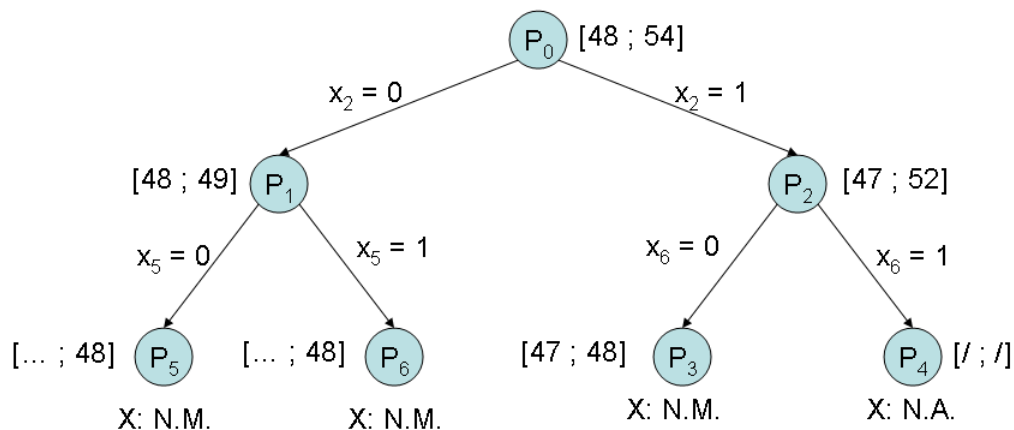 P0 [48 ; 54]
x2 = 0
x2 = 1
[48 ; 49] P1
P2 [47 ; 52]
x5 = 0
x5 = 1
x6 = 0
x6 = 1
[... ; 48] P5
[... ; 48] P6
[47 ; 48] P3
P4 [/ ; /]
X: N.M.
X: N.M.
X: N.M.
X: N.A.